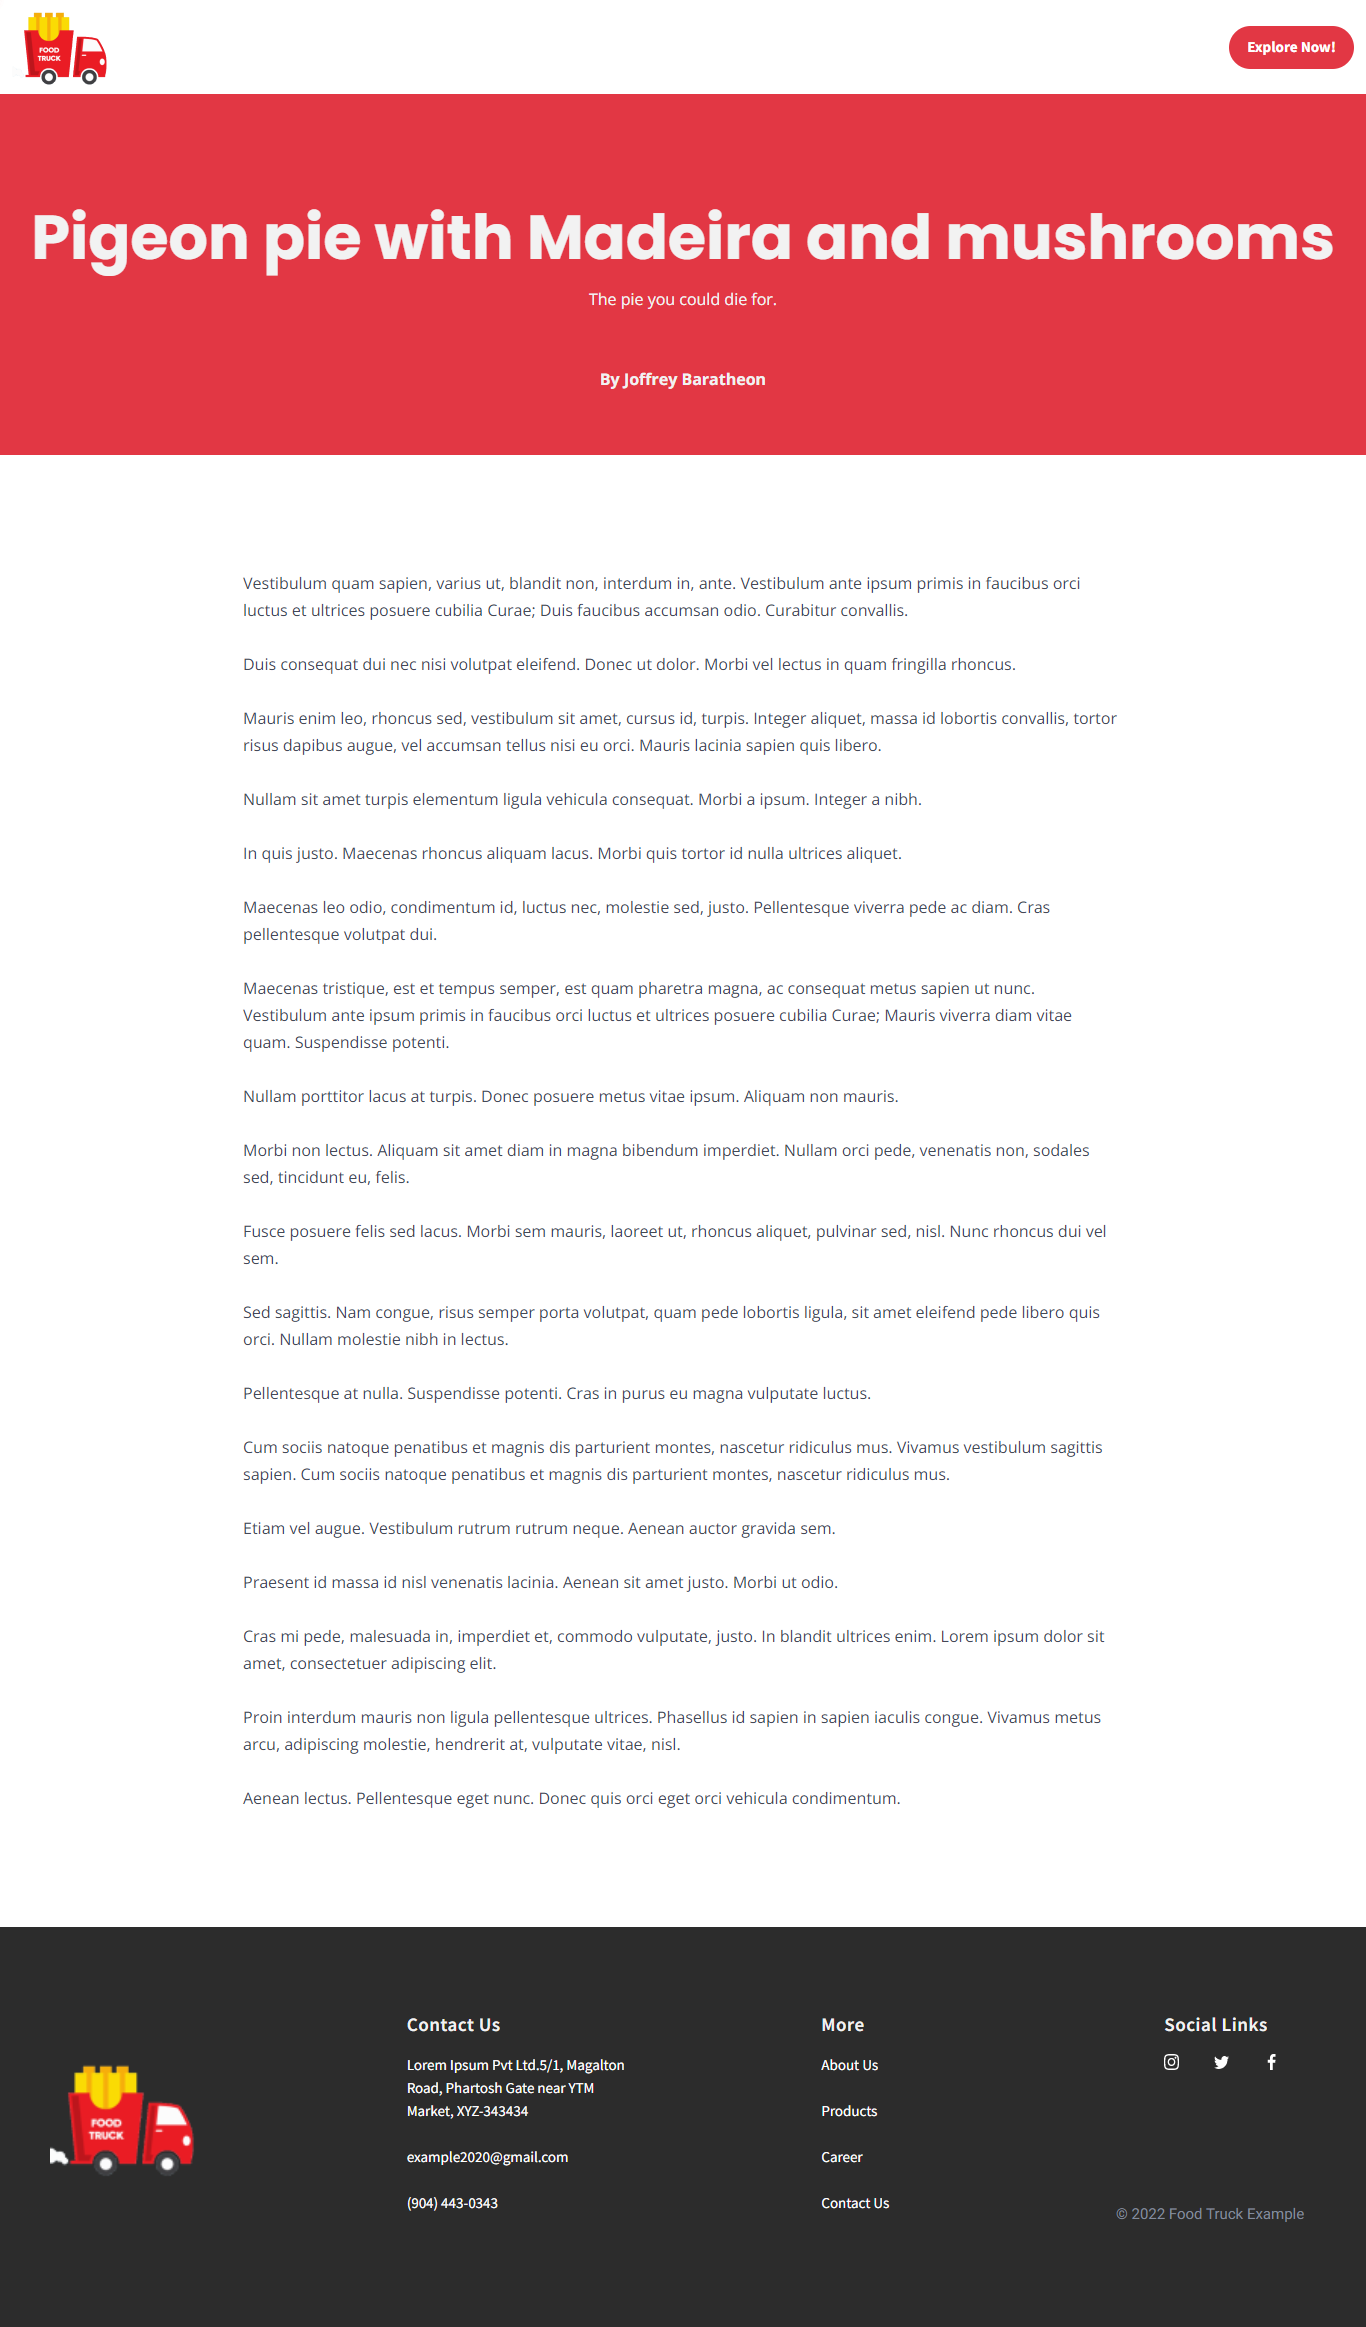 FOOD
TRUCK
Explore Now!
Pigeon pie with Madeira and mushrooms
The pie you could die for.
By Joffrey Baratheon
Vestibulum quam sapien, varius ut, blandit non, interdum in, ante. Vestibulum ante ipsum primis in faucibus orci
luctus et ultrices posuere cubilia Curae; Duis faucibus accumsan odio. Curabitur convallis.
Duis consequat dui nec nisi volutpat eleifend. Donec ut dolor. Morbi vel lectus in quam fringilla rhoncus.
Mauris enim leo, rhoncus sed, vestibulum sit amet, cursus id, turpis. Integer aliquet, massa id lobortis convallis, tortor
risus dapibus augue, vel accumsan tellus nisi eu orci. Mauris lacinia sapien quis libero.
Nullam sit amet turpis elementum ligula vehicula consequat. Morbi a ipsum. Integer a nibh.
In quis justo. Maecenas rhoncus aliquam lacus. Morbi quis tortor id nulla ultrices aliquet.
Maecenas leo odio, condimentum id, luctus nec, molestie sed, justo. Pellentesque viverra pede ac diam. Cras
pellentesque volutpat dui.
Maecenas tristique, est et tempus semper, est quam pharetra magna, ac consequat metus sapien ut nunc.
Vestibulum ante ipsum primis in faucibus orci luctus et ultrices posuere cubilia Curae; Mauris viverra diam vitae
quam. Suspendisse potenti.
Nullam porttitor lacus at turpis. Donec posuere metus vitae ipsum. Aliquam non mauris.
Morbi non lectus. Aliquam sit amet diam in magna bibendum imperdiet. Nullam orci pede, venenatis non, sodales
sed, tincidunt eu, felis.
Fusce posuere felis sed lacus. Morbi sem mauris, laoreet ut, rhoncus aliquet, pulvinar sed, nisl. Nunc rhoncus dui vel
sem.
Sed sagittis. Nam congue, risus semper porta volutpat, quam pede lobortis ligula, sit amet eleifend pede libero quis
orci. Nullam molestie nibh in lectus.
Pellentesque at nulla. Suspendisse potenti. Cras in purus eu magna vulputate luctus.
Cum sociis natoque penatibus et magnis dis parturient montes, nascetur ridiculus mus. Vivamus vestibulum sagittis
sapien. Cum sociis natoque penatibus et magnis dis parturient montes, nascetur ridiculus mus.
Etiam vel augue. Vestibulum rutrum rutrum neque. Aenean auctor gravida sem.
Praesent id massa id nisl venenatis lacinia. Aenean sit amet justo. Morbi ut odio.
Cras mi pede, malesuada in, imperdiet et, commodo vulputate, justo. In blandit ultrices enim. Lorem ipsum dolor sit
amet, consectetuer adipiscing elit.
Proin interdum mauris non ligula pellentesque ultrices. Phasellus id sapien in sapien iaculis congue. Vivamus metus
arcu, adipiscing molestie, hendrerit at, vulputate vitae, nisl.
Aenean lectus. Pellentesque eget nunc. Donec quis orci eget orci vehicula condimentum.
FOOD
TRUCK
Contact Us
Lorem Ipsum Pvt Ltd.5/1, Magalton
Road, Phartosh Gate near YTM
Market, XYZ-343434
example2020@gmail.com
(904) 443-0343
More
About Us
Products
Career
Contact Us
Social Links
© 2022 Food Truck Example